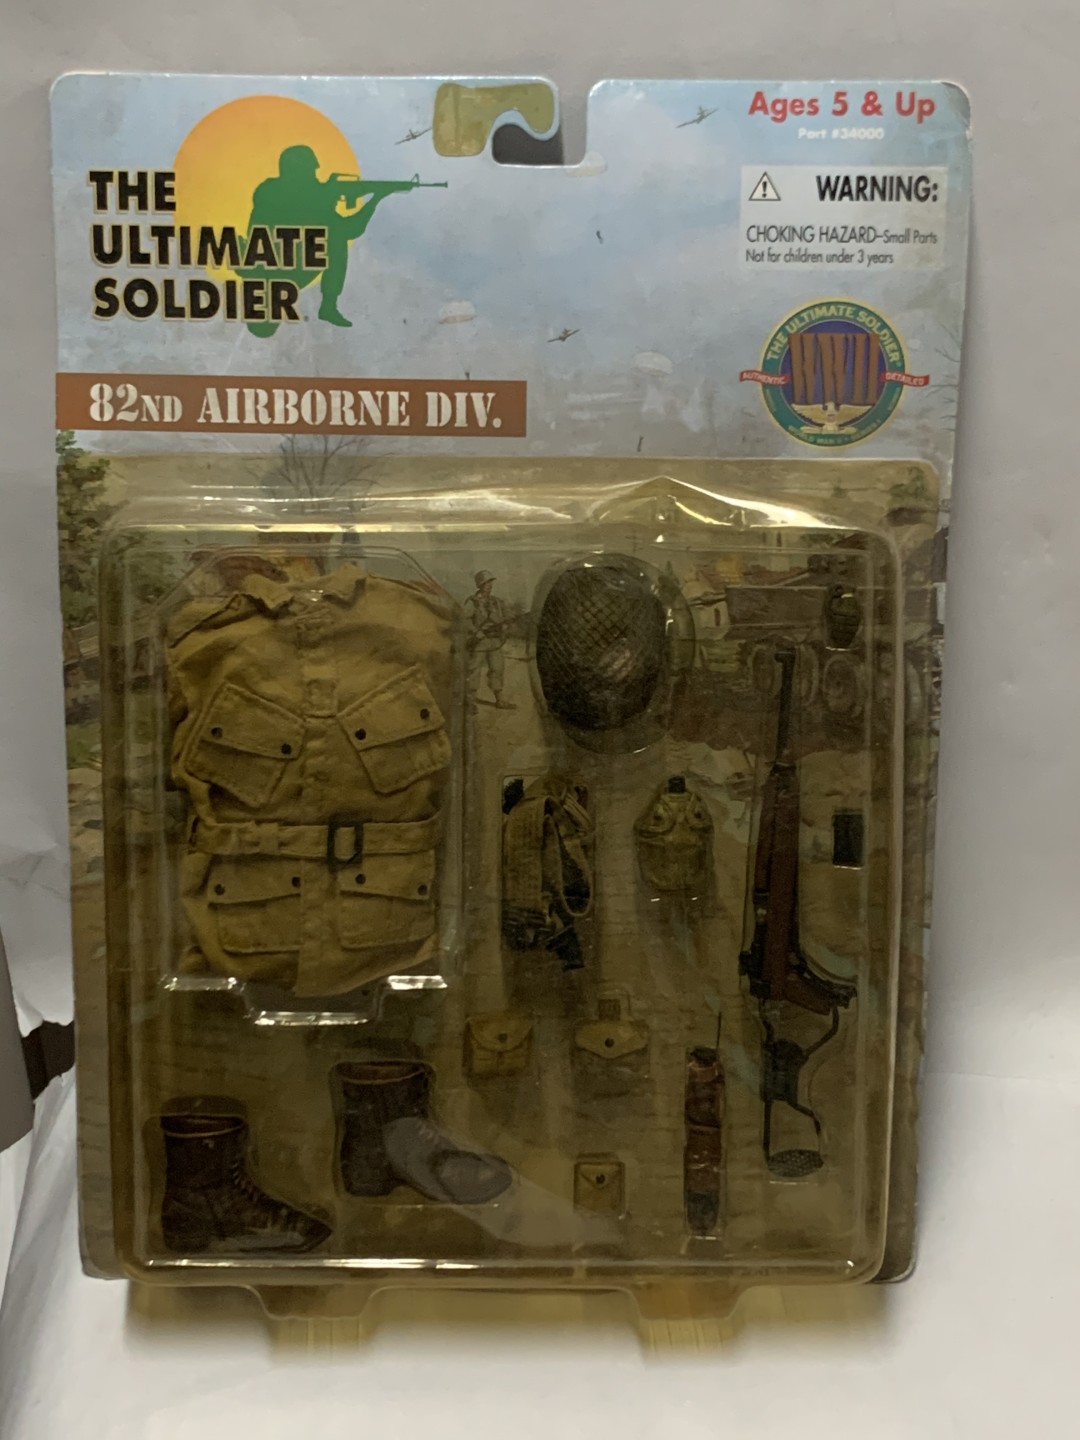 THE
ULTIMATE
SOLDIER
82ND AIRBORNE DIV.
Ages 5 & Up
Part #34000
WARNING:
CHOKING HAZARD–Small Parts
Not for children under 3 years
THE ULTIMATE SOLDIER
WWII
AUTHENTIC
DETAILED